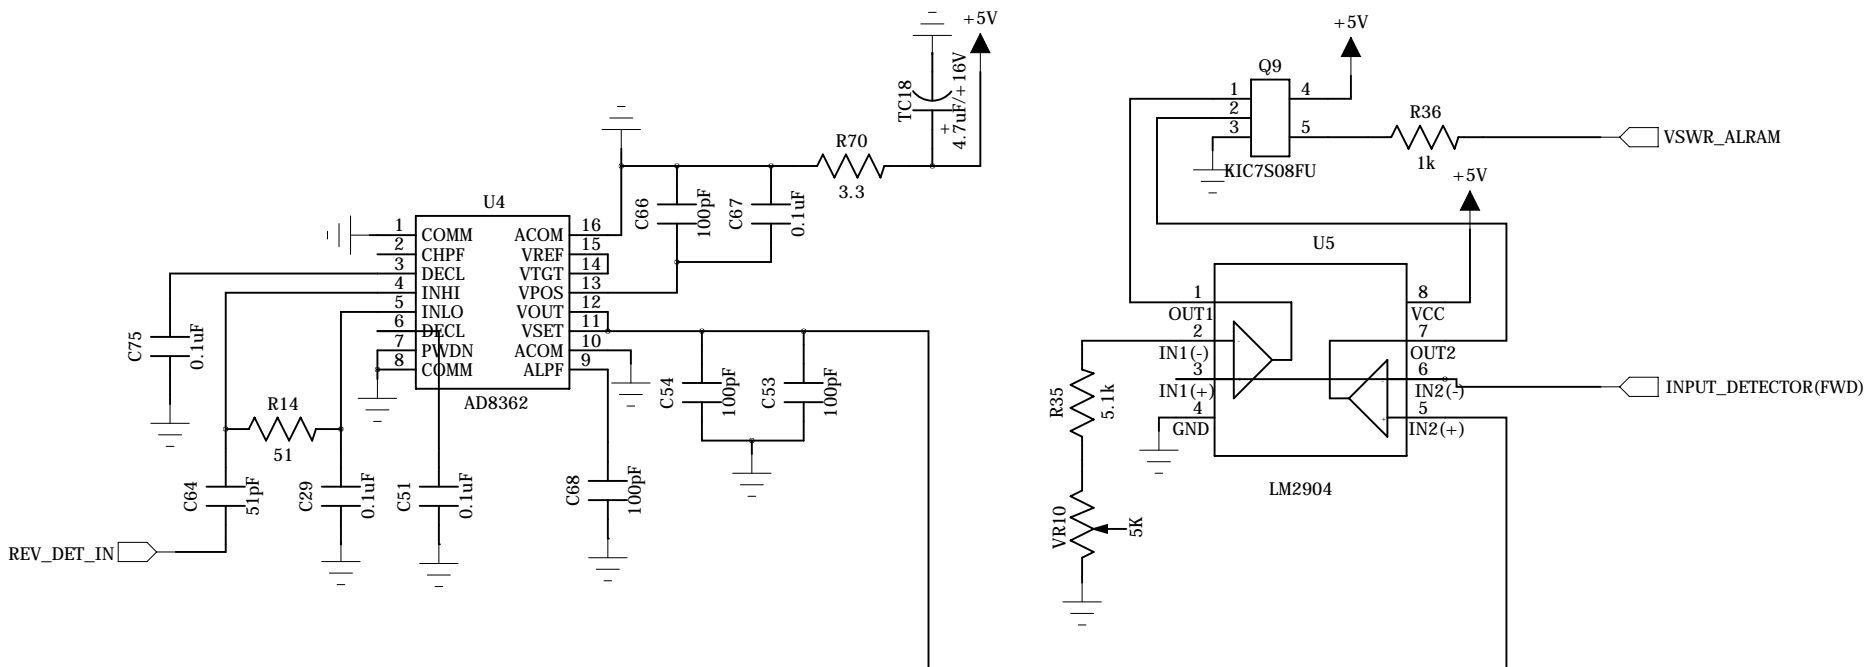 +5V
TC18
4.7uF/+16V
+
R70
3.3
U4
C66
100pF
C67
0.1uF
1 COMM ACOM 16
2 CHPF VREF 15
3 DECL VTGT 14
4 INHI VPOS 13
5 INLO VOUT 12
6 DECL VSET 11
7 PWDN ACOM 10
8 COMM ALPF 9
AD8362
C75
0.1uF
R14
51
C64
51pF
C29
0.1uF
C51
0.1uF
C68
100pF
C54
100pF
C53
100pF
REV_DET_IN
+5V
Q9
1
2
3
4
5
KIC7S08FU
R36
1k
VSWR_ALRAM
+5V
U5
1
OUT1
2
IN1(-)
3
IN1(+)
4
GND
8
VCC
7
OUT2
6
IN2(-)
5
IN2(+)
LM2904
R35
5.1k
VR10
5K
INPUT_DETECTOR(FWD)